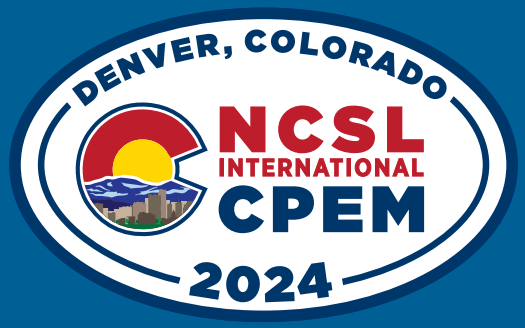 DENVER, COLORADO
NCSL
INTERNATIONAL
CPEM
2024